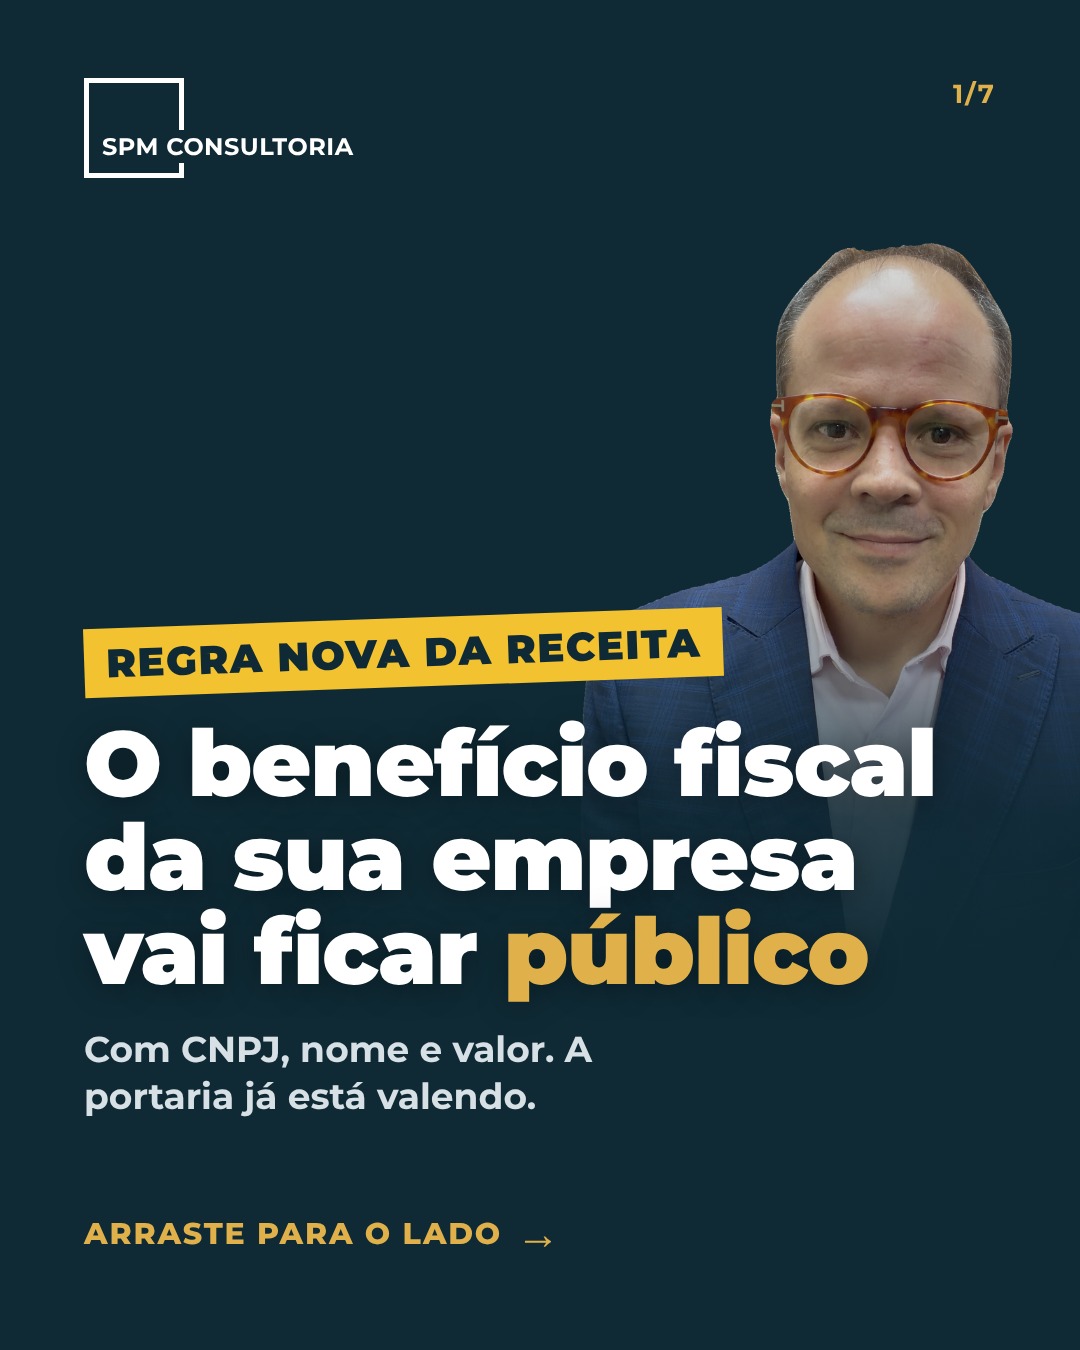 SPM CONSULTORIA
1/7
REGRA NOVA DA RECEITA
O benefício fiscal
da sua empresa
vai ficar público
Com CNPJ, nome e valor. A
portaria já está valendo.
ARRASTE PARA O LADO →